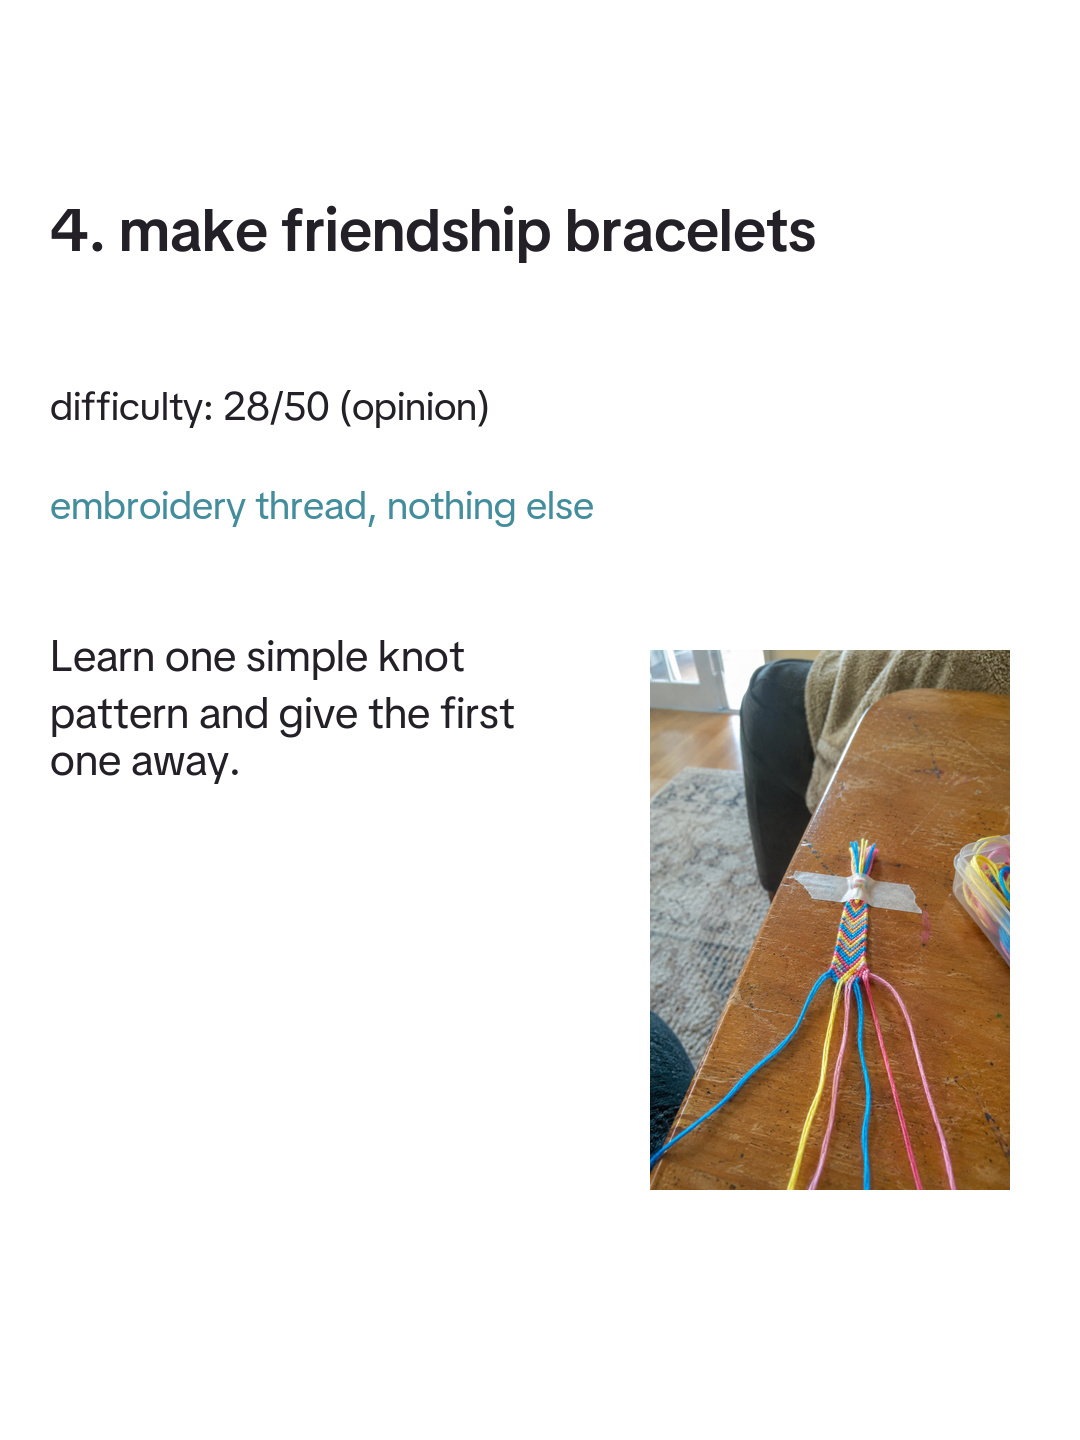 4. make friendship bracelets
difficulty: 28/50 (opinion)
embroidery thread, nothing else
Learn one simple knot
pattern and give the first
one away.